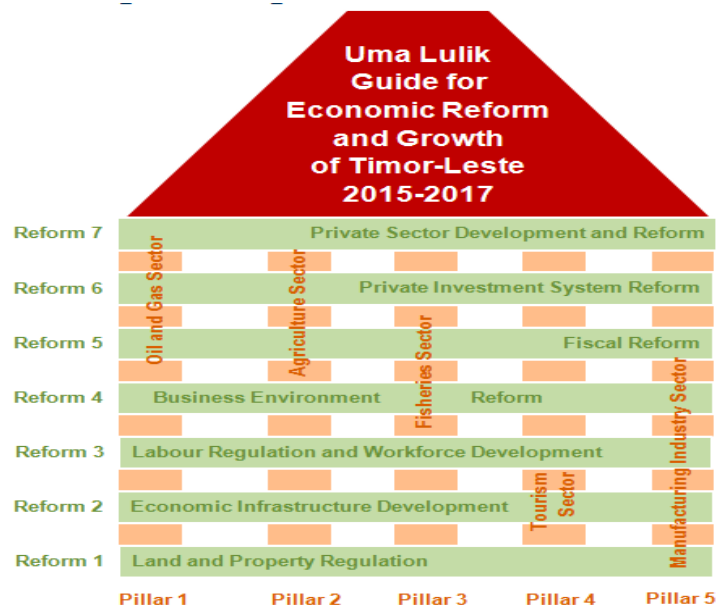 Uma Lulik
Guide for
Economic Reform
and Growth
of Timor-Leste
2015-2017
Reform 7 Private Sector Development and Reform
Reform 6 Private Investment System Reform
Reform 5 Fiscal Reform
Reform 4 Business Environment Reform
Reform 3 Labour Regulation and Workforce Development
Reform 2 Economic Infrastructure Development
Reform 1 Land and Property Regulation
Oil and Gas Sector
Agriculture Sector
Fisheries Sector
Tourism
Sector
Manufacturing Industry Sector
Pillar 1 Pillar 2 Pillar 3 Pillar 4 Pillar 5